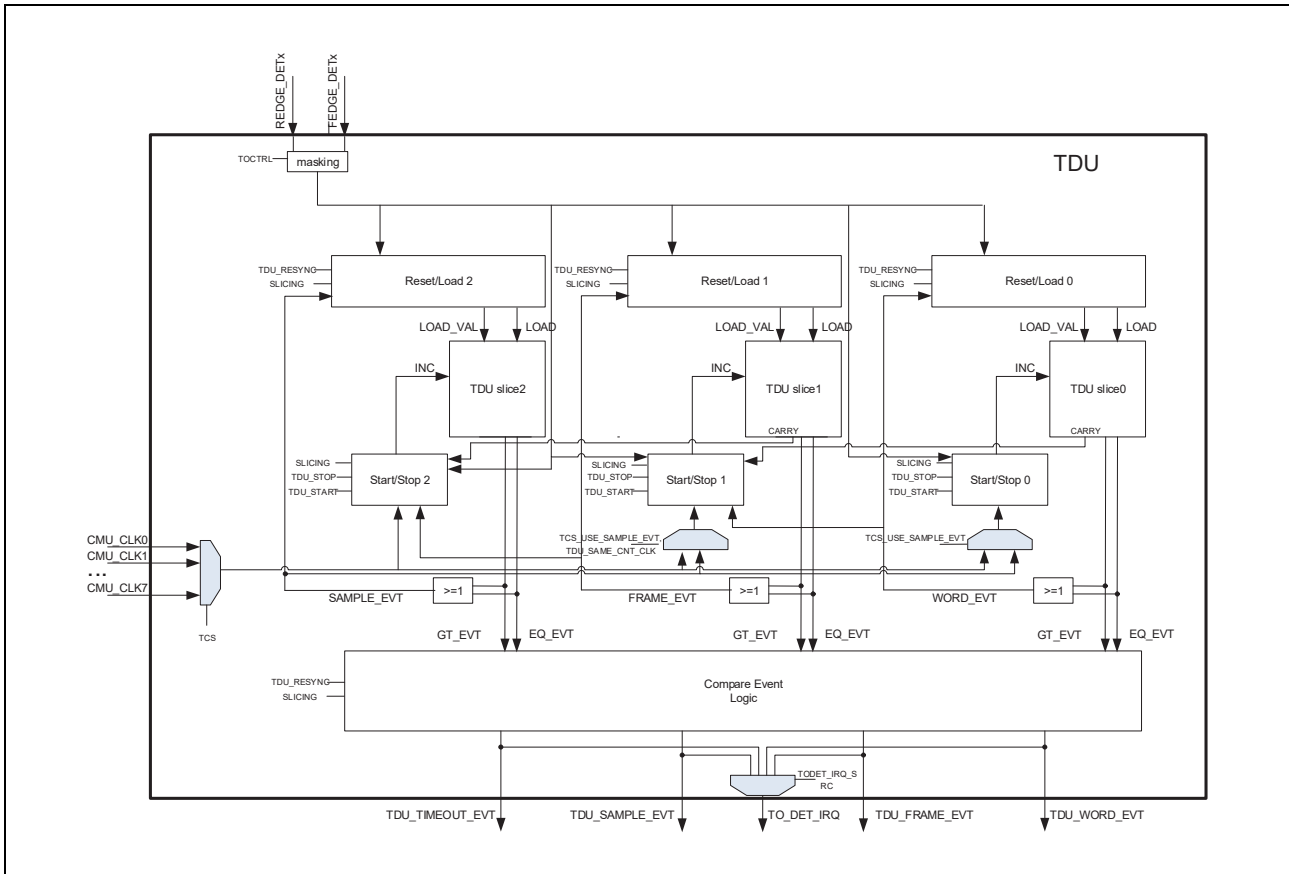 REDGE_DETx
FEDGE_DETx
TOCTRL
masking
TDU
TDU_RESYNC
SLICING
Reset/Load 2
TDU_RESYNC
SLICING
Reset/Load 1
TDU_RESYNC
SLICING
Reset/Load 0
LOAD_VAL
LOAD
LOAD_VAL
LOAD
LOAD_VAL
LOAD
INC
TDU slice2
INC
TDU slice1
CARRY
INC
TDU slice0
CARRY
SLICING
TDU_STOP
TDU_START
Start/Stop 2
SLICING
TDU_STOP
TDU_START
Start/Stop 1
SLICING
TDU_STOP
TDU_START
Start/Stop 0
CMU_CLK0
CMU_CLK1
...
CMU_CLK7
TCS
TCS_USE_SAMPLE_EVT,
TDU_SAME_CNT_CLK
TCS_USE_SAMPLE_EVT
SAMPLE_EVT
>=1
FRAME_EVT
>=1
WORD_EVT
>=1
GT_EVT
EQ_EVT
GT_EVT
EQ_EVT
GT_EVT
EQ_EVT
TDU_RESYNC
SLICING
Compare Event
Logic
TODET_IRQ_S
RC
TDU_TIMEOUT_EVT
TDU_SAMPLE_EVT
TO_DET_IRQ
TDU_FRAME_EVT
TDU_WORD_EVT